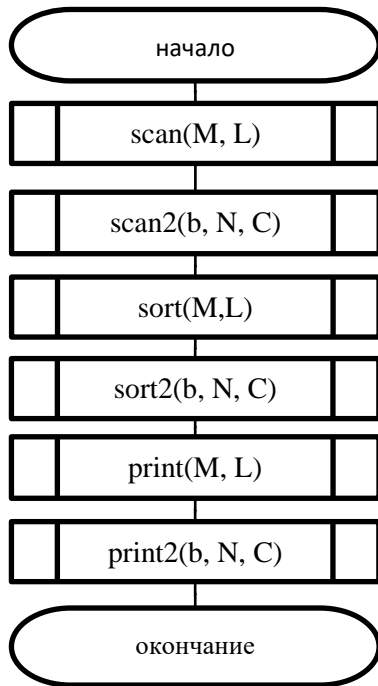 начало
scan(M, L)
scan2(b, N, C)
sort(M,L)
sort2(b, N, C)
print(M, L)
print2(b, N, C)
окончание